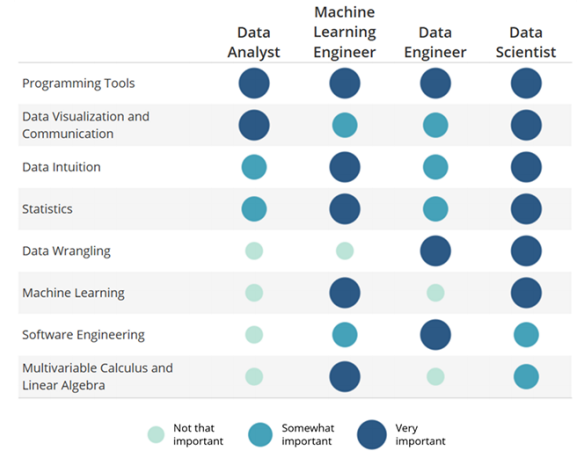 Data Analyst
Machine Learning Engineer
Data Engineer
Data Scientist
Programming Tools
Data Visualization and
Communication
Data Intuition
Statistics
Data Wrangling
Machine Learning
Software Engineering
Multivariable Calculus and
Linear Algebra
Not that
important
Somewhat
important
Very
important